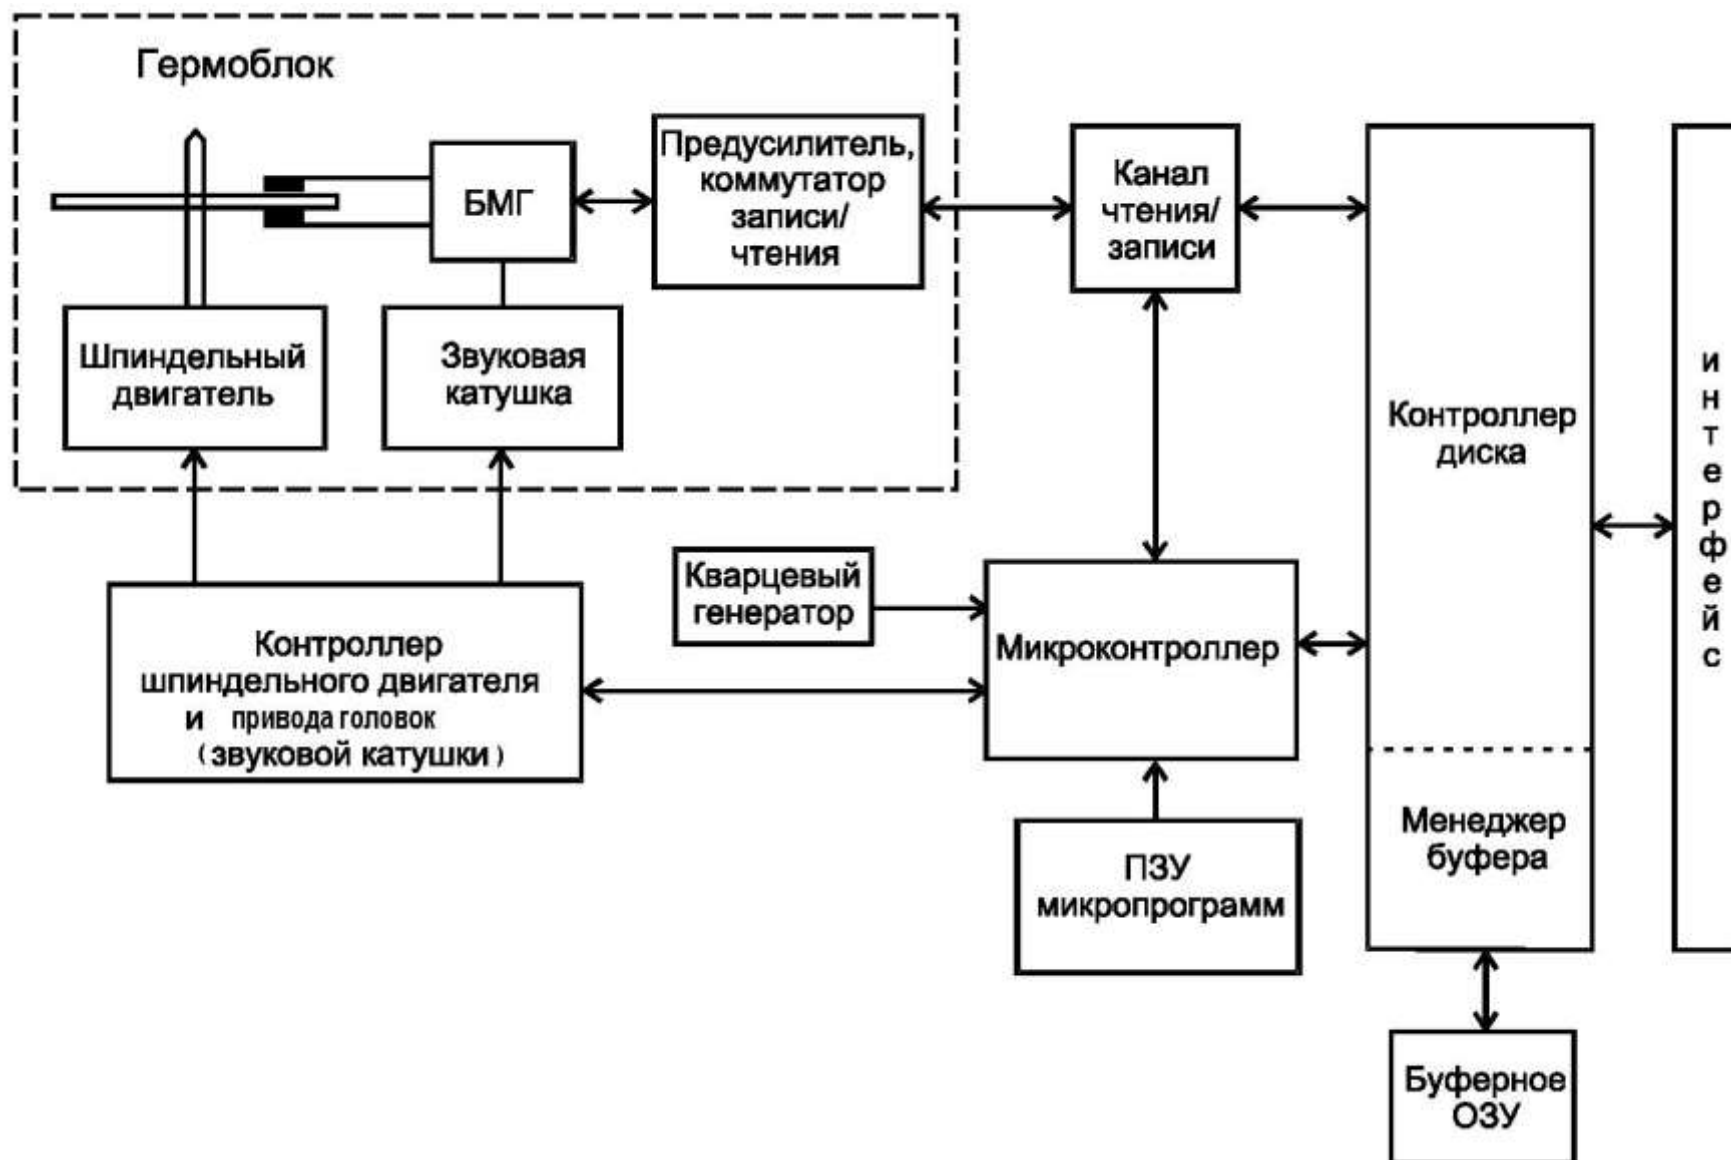 Гермоблок
БМГ
Предусилитель,
коммутатор
записи/
чтения
Канал
чтения/
записи
Шпиндельный
двигатель
Звуковая
катушка
Контроллер
диска
интерфейс
Кварцевый
генератор
Контроллер
шпиндельного двигателя
и привода головок
(звуковой катушки)
Микроконтроллер
Менеджер
буфера
ПЗУ
микропрограмм
Буферное
ОЗУ